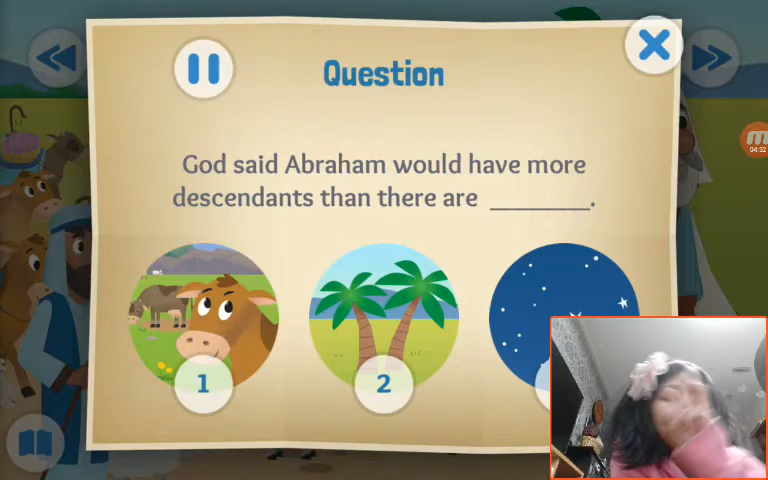 Question
God said Abraham would have more
descendants than there are ________.
1
2
04:52